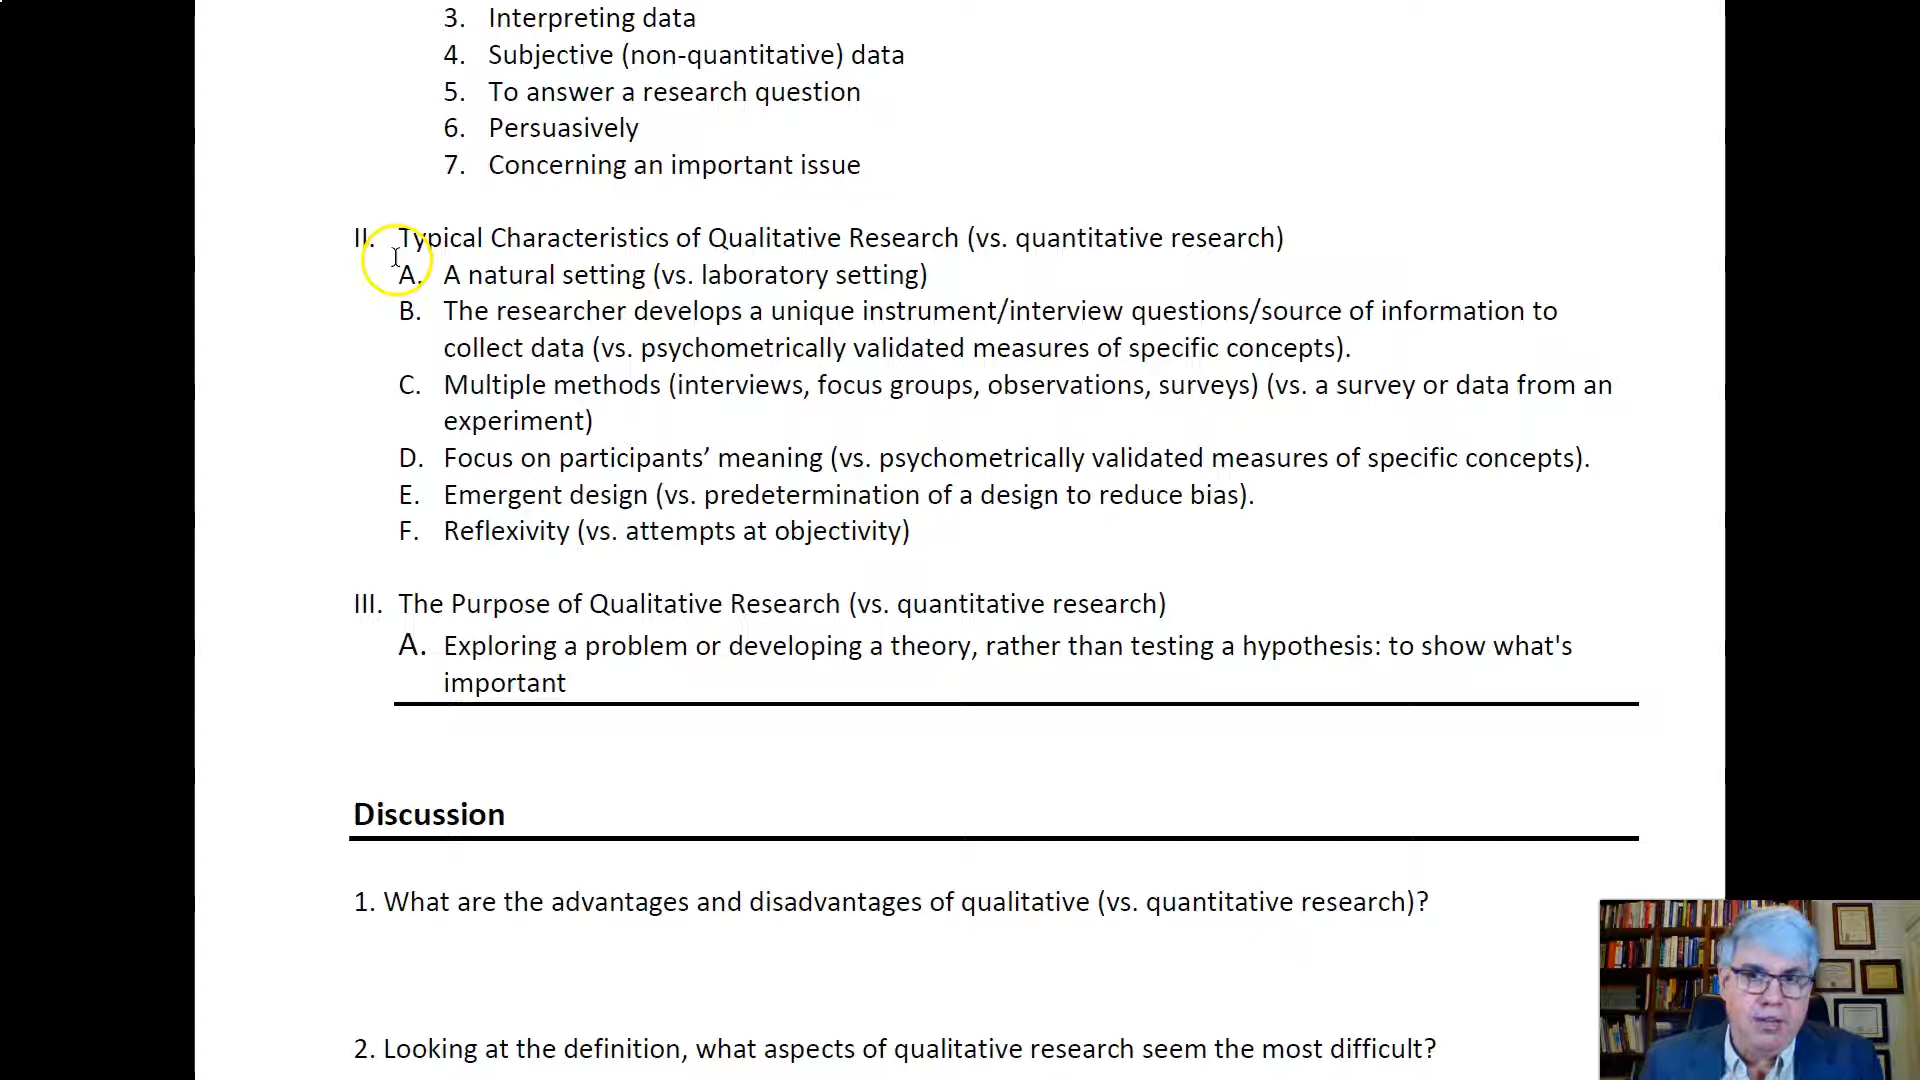 3. Interpreting data
4. Subjective (non-quantitative) data
5. To answer a research question
6. Persuasively
7. Concerning an important issue
II. Typical Characteristics of Qualitative Research (vs. quantitative research)
A. A natural setting (vs. laboratory setting)
B. The researcher develops a unique instrument/interview questions/source of information to
collect data (vs. psychometrically validated measures of specific concepts).
C. Multiple methods (interviews, focus groups, observations, surveys) (vs. a survey or data from an
experiment)
D. Focus on participants’ meaning (vs. psychometrically validated measures of specific concepts).
E. Emergent design (vs. predetermination of a design to reduce bias).
F. Reflexivity (vs. attempts at objectivity)
III. The Purpose of Qualitative Research (vs. quantitative research)
A. Exploring a problem or developing a theory, rather than testing a hypothesis: to show what's
important
Discussion
1. What are the advantages and disadvantages of qualitative (vs. quantitative research)?
2. Looking at the definition, what aspects of qualitative research seem the most difficult?